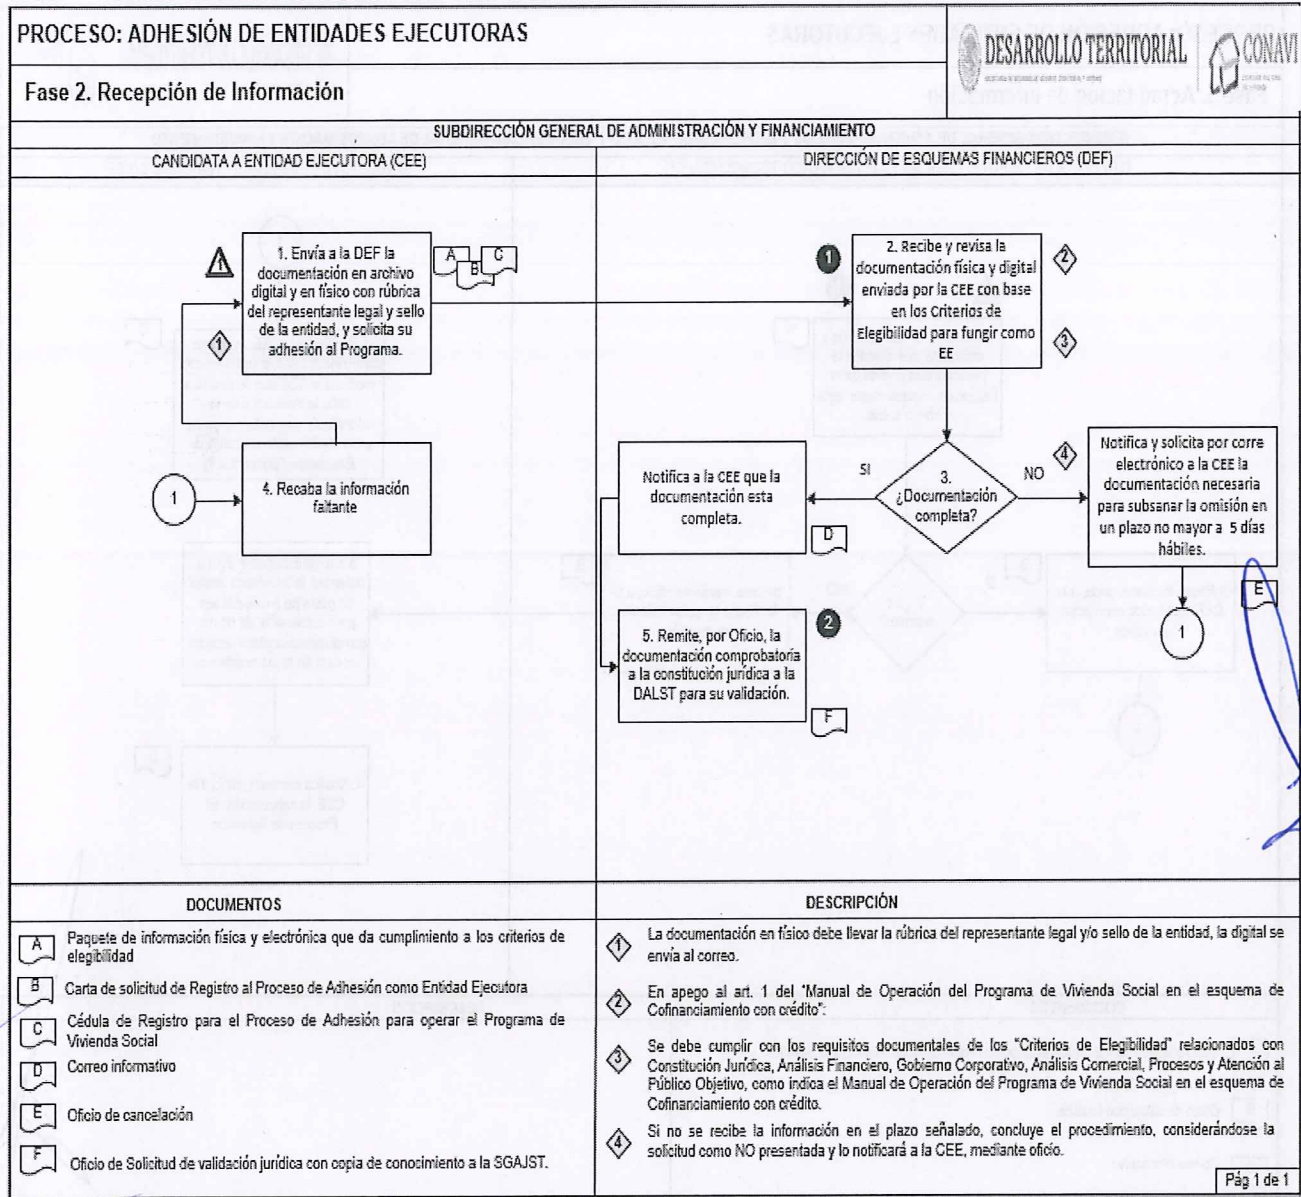 PROCESO: ADHESIÓN DE ENTIDADES EJECUTORAS
DESARROLLO TERRITORIAL
CONAVI
Fase 2. Recepción de Información
SUBDIRECCIÓN GENERAL DE ADMINISTRACIÓN Y FINANCIAMIENTO
CANDIDATA A ENTIDAD EJECUTORA (CEE)
DIRECCIÓN DE ESQUEMAS FINANCIEROS (DEF)
1
1
1. Envía a la DEF la
documentación en archivo
digital y en físico con rúbrica
del representante legal y sello
de la entidad, y solicita su
adhesión al Programa.
A
B
C
1
2. Recibe y revisa la
documentación física y digital
enviada por la CEE con base
en los Criterios de
Elegibilidad para fungir como
EE
2
3
1
4. Recaba la información
faltante
Notifica a la CEE que la
documentación esta
completa.
D
SI
3.
¿Documentación
completa?
NO
4
Notifica y solicita por corre
electrónico a la CEE la
documentación necesaria
para subsanar la omisión en
un plazo no mayor a 5 días
hábiles.
E
1
5. Remite, por Oficio, la
documentación comprobatoria
a la constitución jurídica a la
DALST para su validación.
2
F
DOCUMENTOS
A Paquete de información física y electrónica que da cumplimiento a los criterios de
elegibilidad
B Carta de solicitud de Registro al Proceso de Adhesión como Entidad Ejecutora
C Cédula de Registro para el Proceso de Adhesión para operar el Programa de
Vivienda Social
D Correo informativo
E Oficio de cancelación
F Oficio de Solicitud de validación jurídica con copia de conocimiento a la SGAJST.
DESCRIPCIÓN
1 La documentación en físico debe llevar la rúbrica del representante legal y/o sello de la entidad, la digital se
envía al correo.
2 En apego al art. 1 del "Manual de Operación del Programa de Vivienda Social en el esquema de
Cofinanciamiento con crédito":
3 Se debe cumplir con los requisitos documentales de los "Criterios de Elegibilidad" relacionados con
Constitución Jurídica, Análisis Financiero, Gobierno Corporativo, Análisis Comercial, Procesos y Atención al
Público Objetivo, como indica el Manual de Operación del Programa de Vivienda Social en el esquema de
Cofinanciamiento con crédito.
4 Si no se recibe la información en el plazo señalado, concluye el procedimiento, considerándose la
solicitud como NO presentada y lo notificará a la CEE, mediante oficio.
Pág 1 de 1